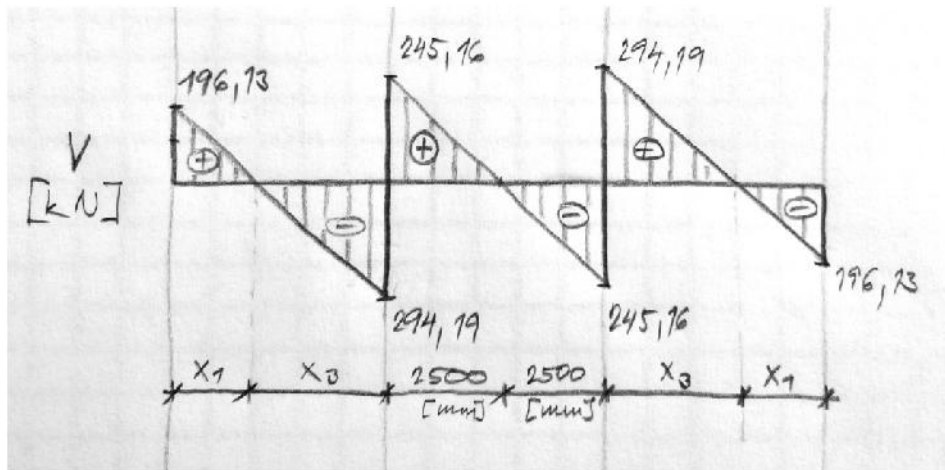 245,16
294,19
196,13
V
[kN]
+
+
+
-
-
-
294,19
245,16
196,13
x1
x3
2500
[mm]
2500
[mm]
x3
x1